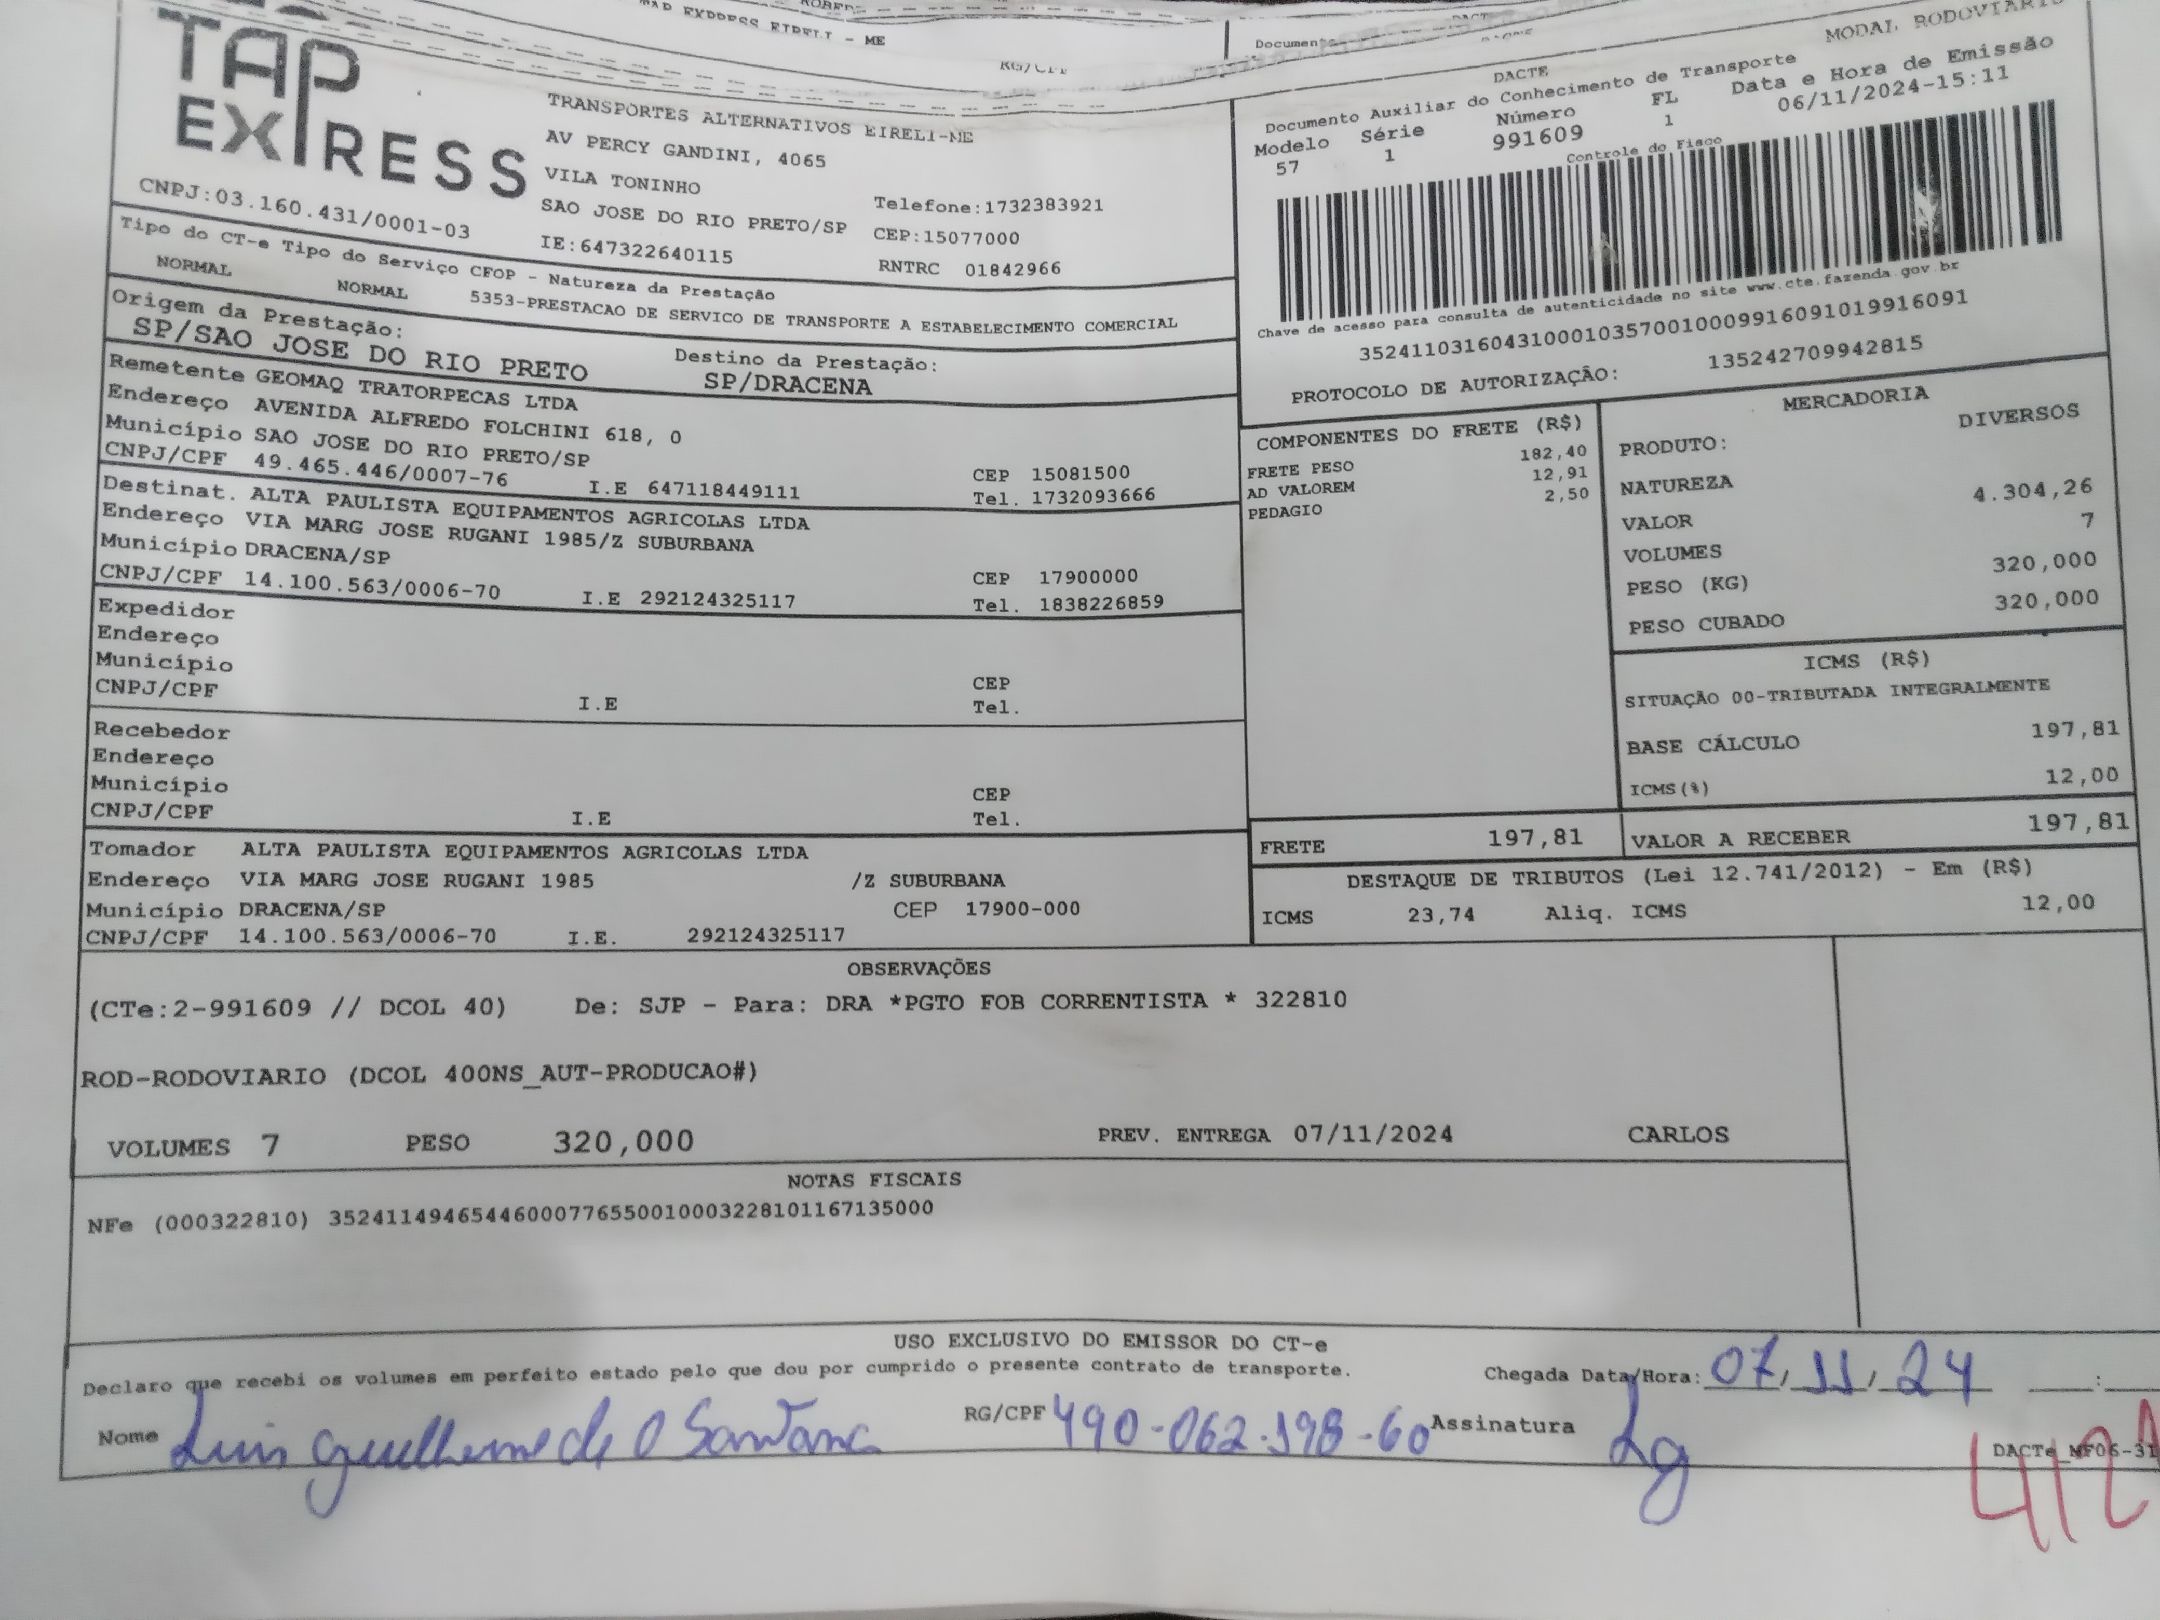 TAP EXPRESS EIRELI - ME
RG/CPF
Documento
MODAL RODOVIARIO
TAP
EXPRESS
CNPJ:03.160.431/0001-03
TRANSPORTES ALTERNATIVOS EIRELI-ME
AV PERCY GANDINI, 4065
VILA TONINHO
SAO JOSE DO RIO PRETO/SP
IE:647322640115
Telefone:1732383921
CEP:15077000
RNTRC 01842966
DACTE
Documento Auxiliar do Conhecimento de Transporte
Modelo Série Número FL Data e Hora de Emissão
57 1 991609 1 06/11/2024-15:11
Controle do Fisco
Chave de acesso para consulta de autenticidade no site www.cte.fazenda.gov.br
35241103160431000103570010009916091019916091
PROTOCOLO DE AUTORIZAÇÃO: 135242709942815
Tipo do CT-e Tipo do Serviço CFOP - Natureza da Prestação
NORMAL NORMAL 5353-PRESTACAO DE SERVICO DE TRANSPORTE A ESTABELECIMENTO COMERCIAL
Origem da Prestação: Destino da Prestação:
SP/SAO JOSE DO RIO PRETO SP/DRACENA
Remetente GEOMAQ TRATORPECAS LTDA
Endereço AVENIDA ALFREDO FOLCHINI 618, 0
Município SAO JOSE DO RIO PRETO/SP CEP 15081500
CNPJ/CPF 49.465.446/0007-76 I.E 647118449111 Tel. 1732093666
Destinat. ALTA PAULISTA EQUIPAMENTOS AGRICOLAS LTDA
Endereço VIA MARG JOSE RUGANI 1985/Z SUBURBANA
Município DRACENA/SP CEP 17900000
CNPJ/CPF 14.100.563/0006-70 I.E 292124325117 Tel. 1838226859
Expedidor
Endereço
Município CEP
CNPJ/CPF I.E Tel.
Recebedor
Endereço
Município CEP
CNPJ/CPF I.E Tel.
Tomador ALTA PAULISTA EQUIPAMENTOS AGRICOLAS LTDA
Endereço VIA MARG JOSE RUGANI 1985 /Z SUBURBANA
Município DRACENA/SP CEP 17900-000
CNPJ/CPF 14.100.563/0006-70 I.E. 292124325117
COMPONENTES DO FRETE (R$)
FRETE PESO 182,40
AD VALOREM 12,91
PEDAGIO 2,50
MERCADORIA
PRODUTO: DIVERSOS
NATUREZA
VALOR 4.304,26
VOLUMES 7
PESO (KG) 320,000
PESO CUBADO 320,000
ICMS (R$)
SITUAÇÃO 00-TRIBUTADA INTEGRALMENTE
BASE CÁLCULO 197,81
ICMS(%) 12,00
FRETE 197,81 VALOR A RECEBER 197,81
DESTAQUE DE TRIBUTOS (Lei 12.741/2012) - Em (R$)
ICMS 23,74 Aliq. ICMS 12,00
OBSERVAÇÕES
(CTe:2-991609 // DCOL 40) De: SJP - Para: DRA *PGTO FOB CORRENTISTA * 322810
ROD-RODOVIARIO (DCOL 400NS_AUT-PRODUCAO#)
VOLUMES 7 PESO 320,000 PREV. ENTREGA 07/11/2024 CARLOS
NOTAS FISCAIS
NFe (000322810) 35241149465446000776550010003228101167135000
USO EXCLUSIVO DO EMISSOR DO CT-e
Declaro que recebi os volumes em perfeito estado pelo que dou por cumprido o presente contrato de transporte. Chegada Data/Hora: 07/11/24 :
Nome Luis Guilherme de O Santana RG/CPF 490-062.198-60 Assinatura Lg
DACTe_MF06-31